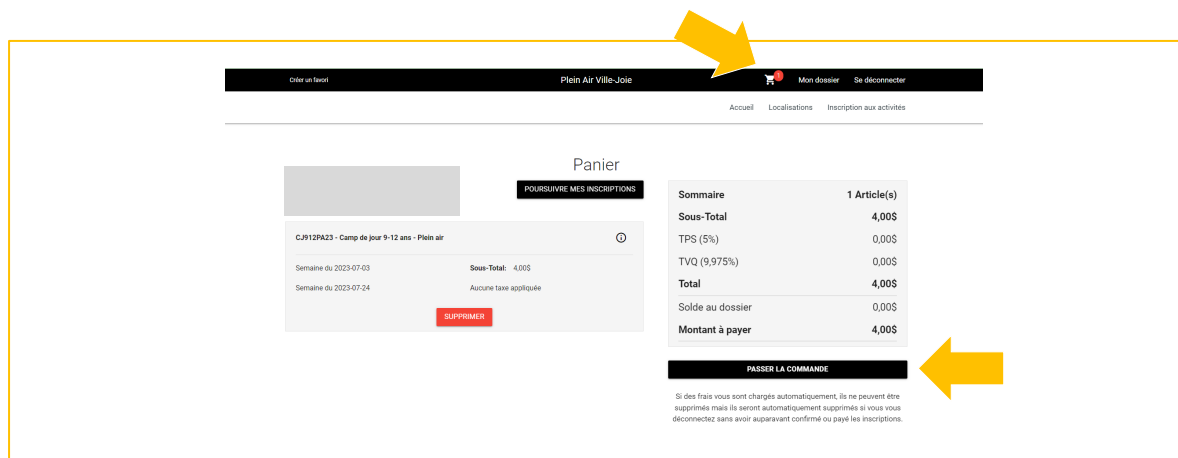 Créer un favori
Plein Air Ville-Joie
1
Mon dossier
Se déconnecter
Accueil
Localisations
Inscription aux activités
Panier
POURSUIVRE MES INSCRIPTIONS
CJ912PA23 - Camp de jour 9-12 ans - Plein air
Semaine du 2023-07-03
Sous-Total: 4,00$
Semaine du 2023-07-24
Aucune taxe appliquée
SUPPRIMER
Sommaire 1 Article(s)
Sous-Total 4,00$
TPS (5%) 0,00$
TVQ (9,975%) 0,00$
Total 4,00$
Solde au dossier 0,00$
Montant à payer 4,00$
PASSER LA COMMANDE
Si des frais vous sont chargés automatiquement, ils ne peuvent être
supprimés mais ils seront automatiquement supprimés si vous vous
déconnectez sans avoir auparavant confirmé ou payé les inscriptions.